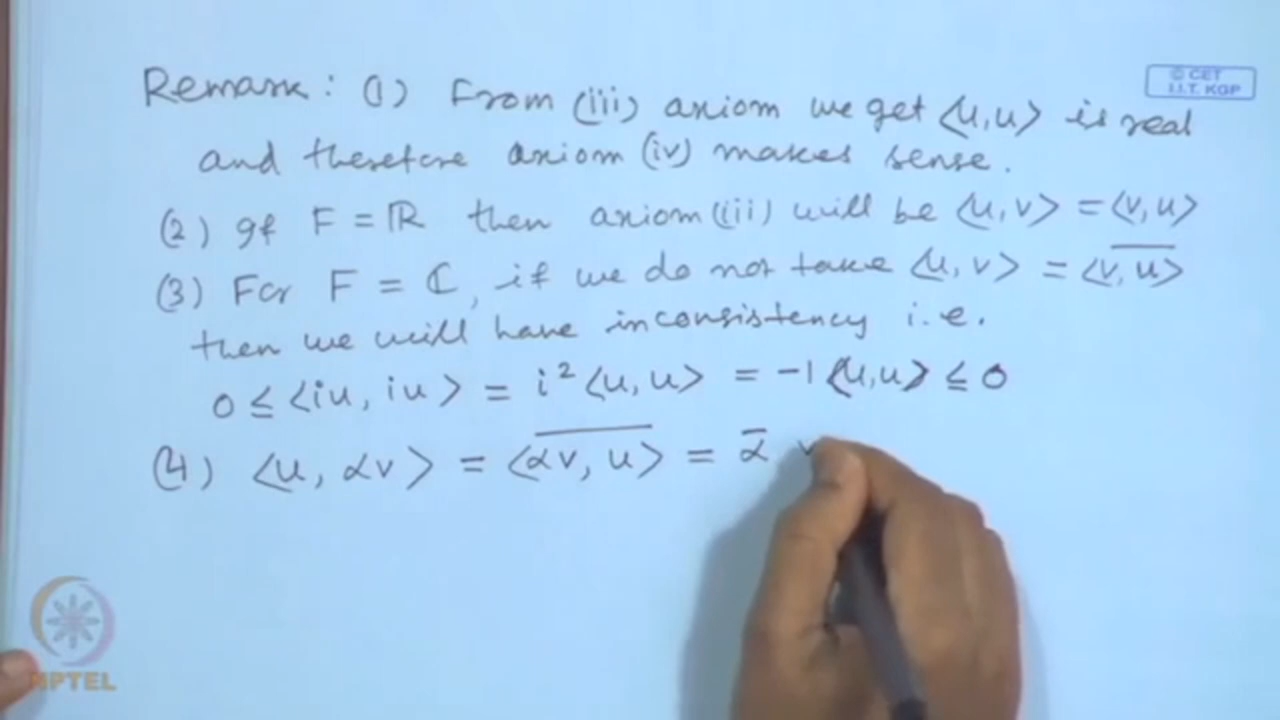 Remark: (1) From (iii) axiom we get <u,u> is real
© CET
I.I.T. KGP
and therefore axiom (iv) makes sense.
(2) If F = ℝ then axiom (iii) will be <u,v> = <v,u>
(3) For F = ℂ, if we do not take <u,v> = <v̅,̅u̅>
then we will have inconsistency i.e.
0 ≤ <iu, iu> = i² <u,u> = -1 <u,u> ≤ 0
(4) <u, αv> = <α̅v̅,̅ u̅> = α̅
NPTEL